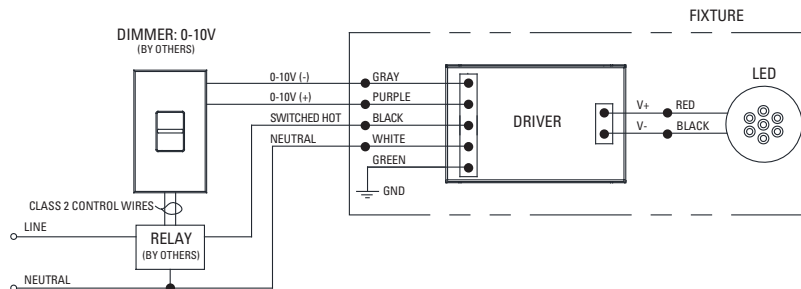 FIXTURE
DIMMER: 0-10V
(BY OTHERS)
0-10V (-)
GRAY
0-10V (+)
PURPLE
SWITCHED HOT
BLACK
NEUTRAL
WHITE
GREEN
GND
DRIVER
V+
RED
V-
BLACK
LED
CLASS 2 CONTROL WIRES
LINE
RELAY
(BY OTHERS)
NEUTRAL